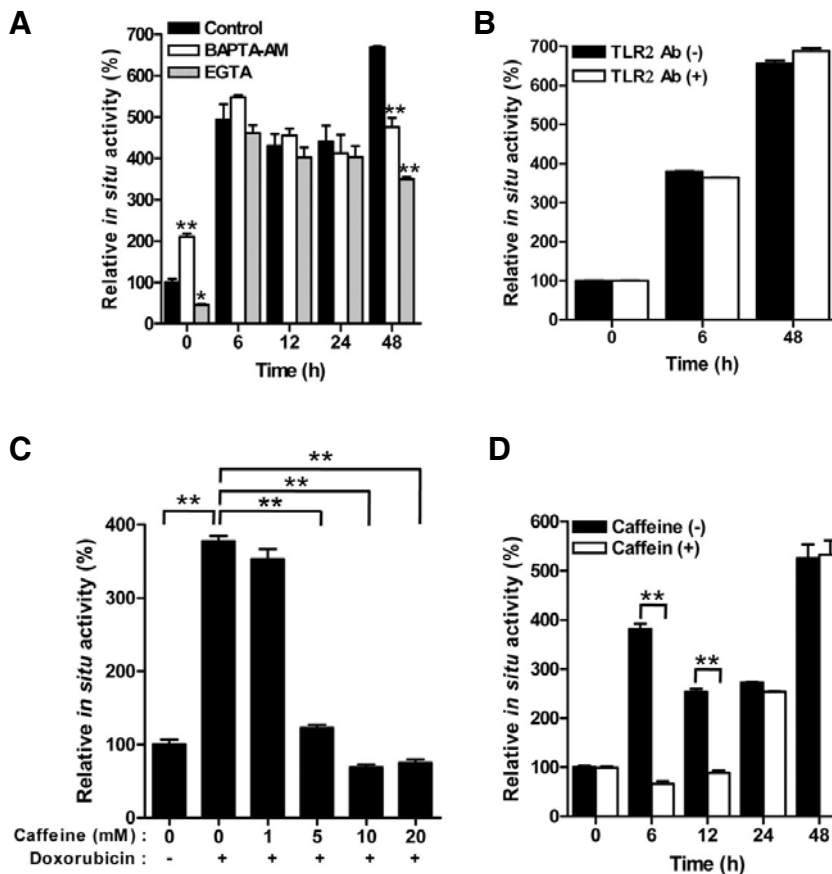 A
Relative in situ activity (%)
700
600
500
400
300
200
100
0
Control
BAPTA-AM
EGTA
**
*
**
**
0 6 12 24 48
Time (h)
B
Relative in situ activity (%)
700
600
500
400
300
200
100
0
TLR2 Ab (-)
TLR2 Ab (+)
0 6 48
Time (h)
C
Relative in situ activity (%)
400
300
200
100
0
**
**
**
**
Caffeine (mM) : 0 0 1 5 10 20
Doxorubicin : - + + + + +
D
Relative in situ activity (%)
600
500
400
300
200
100
0
Caffeine (-)
Caffein (+)
**
**
0 6 12 24 48
Time (h)